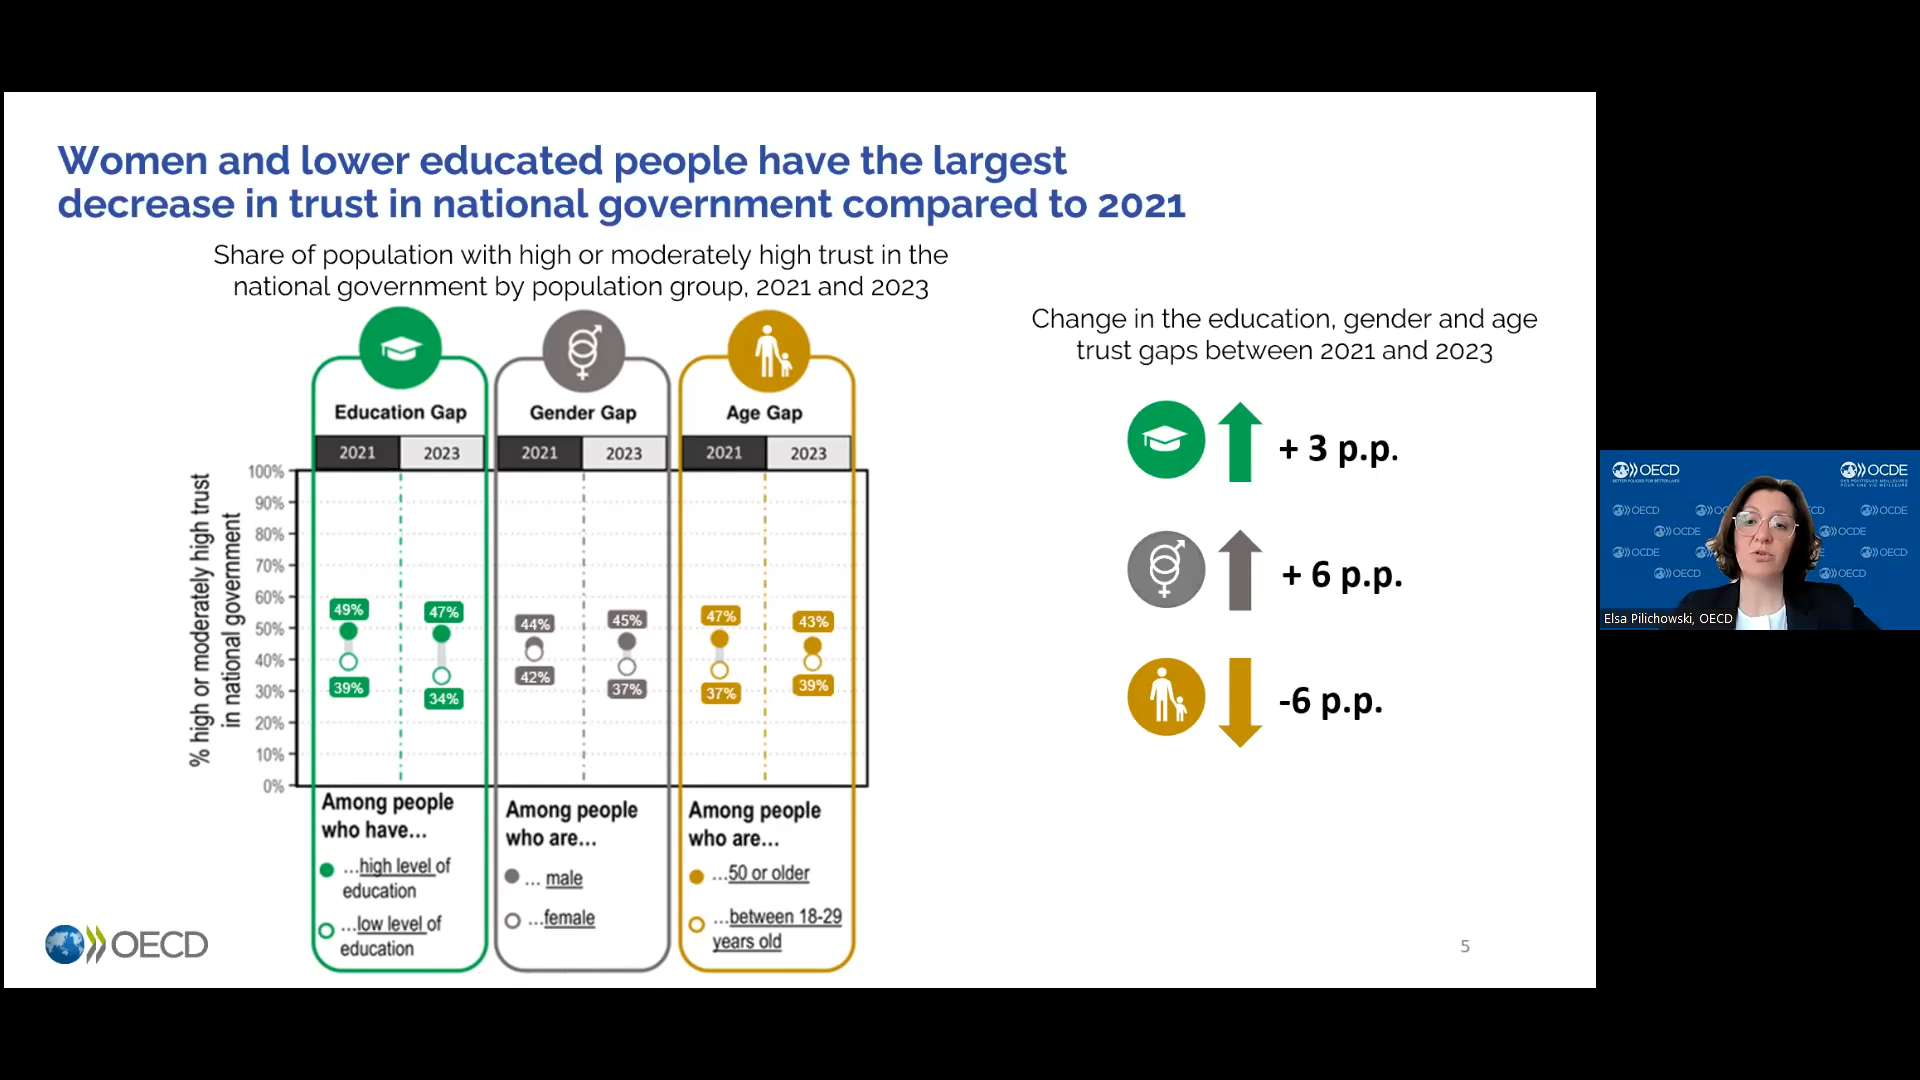 Women and lower educated people have the largest
decrease in trust in national government compared to 2021
Share of population with high or moderately high trust in the
national government by population group, 2021 and 2023
Education Gap
Gender Gap
Age Gap
2021
2023
2021
2023
2021
2023
% high or moderately high trust
in national government
100%
90%
80%
70%
60%
50%
40%
30%
20%
10%
0%
49%
39%
47%
34%
44%
42%
45%
37%
47%
37%
43%
39%
Among people
who have...
...high level of
education
...low level of
education
Among people
who are...
... male
...female
Among people
who are...
...50 or older
...between 18-29
years old
Change in the education, gender and age
trust gaps between 2021 and 2023
+ 3 p.p.
+ 6 p.p.
-6 p.p.
OECD
5
OECD
BETTER POLICIES FOR BETTER LIVES
OCDE
DES POLITIQUES MEILLEURES
POUR UNE VIE MEILLEURE
OECD
OCDE
OCDE
OCDE
OCDE
OECD
OECD
OECD
Elsa Pilichowski, OECD